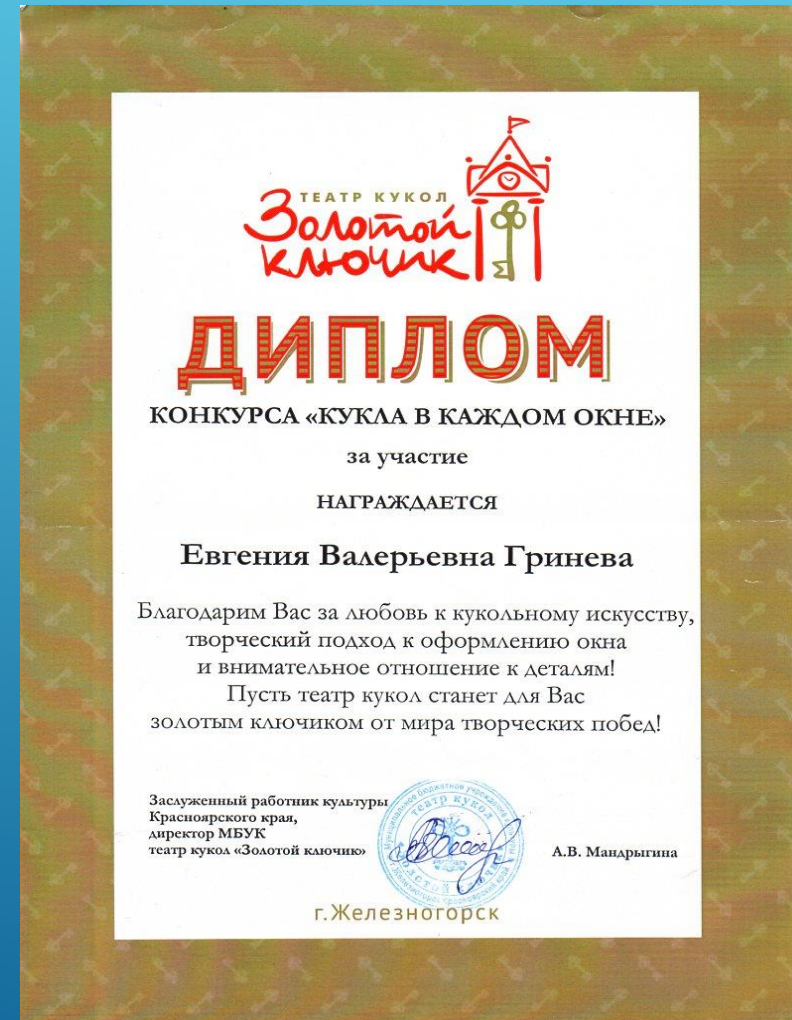 ТЕАТР КУКОЛ
Золотой
ключик
ДИПЛОМ
КОНКУРСА «КУКЛА В КАЖДОМ ОКНЕ»
за участие
НАГРАЖДАЕТСЯ
Евгения Валерьевна Гринева
Благодарим Вас за любовь к кукольному искусству,
творческий подход к оформлению окна
и внимательное отношение к деталям!
Пусть театр кукол станет для Вас
золотым ключиком от мира творческих побед!
Заслуженный работник культуры
Красноярского края,
директор МБУК
театр кукол «Золотой ключик»
А.В. Мандрыгина
театр кукол
г.Железногорск